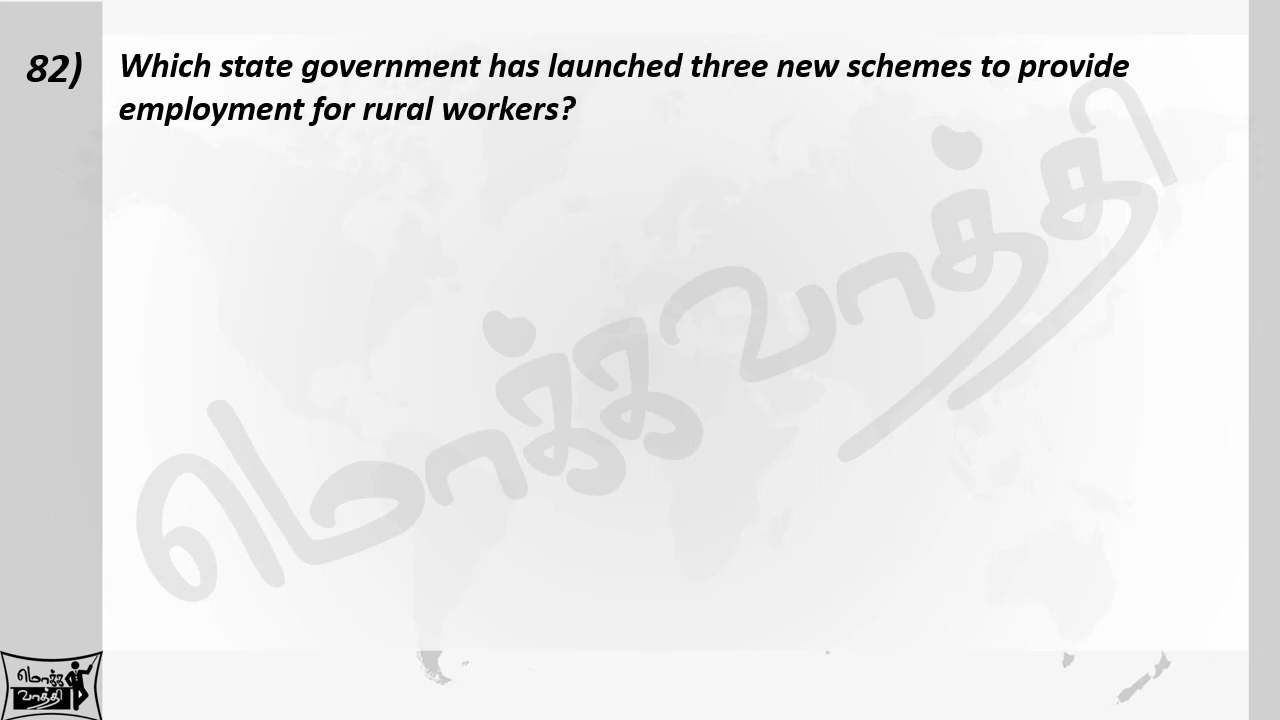 82) Which state government has launched three new schemes to provide
employment for rural workers?
மொக்க வாத்தி
மொக்க
வாத்தி